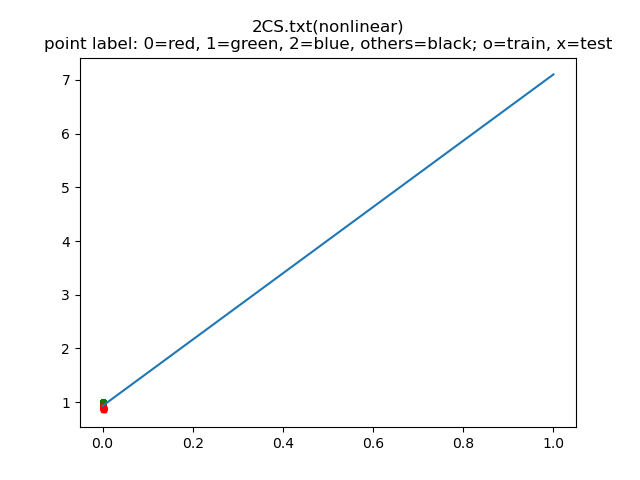 2CS.txt(nonlinear)
point label: 0=red, 1=green, 2=blue, others=black; o=train, x=test
7
6
5
4
3
2
1
0.0 0.2 0.4 0.6 0.8 1.0